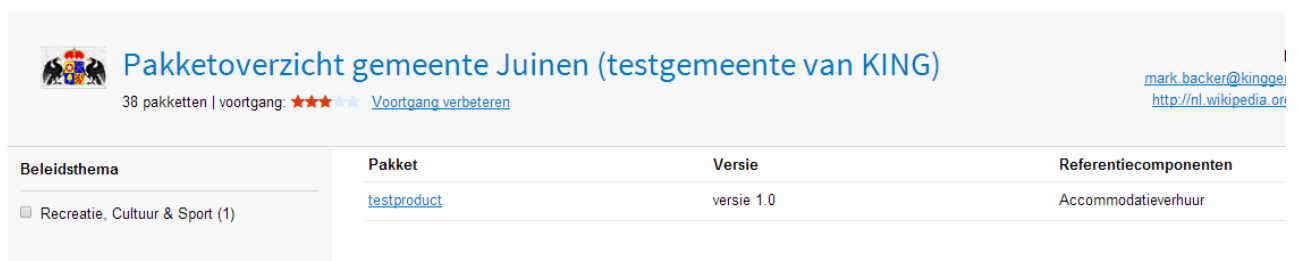 Pakketoverzicht gemeente Juinen (testgemeente van KING)
38 pakketten | voortgang: Voortgang verbeteren
mark.backer@kingger
http://nl.wikipedia.or
Beleidsthema
Recreatie, Cultuur & Sport (1)
Pakket Versie Referentiecomponenten
testproduct versie 1.0 Accommodatieverhuur